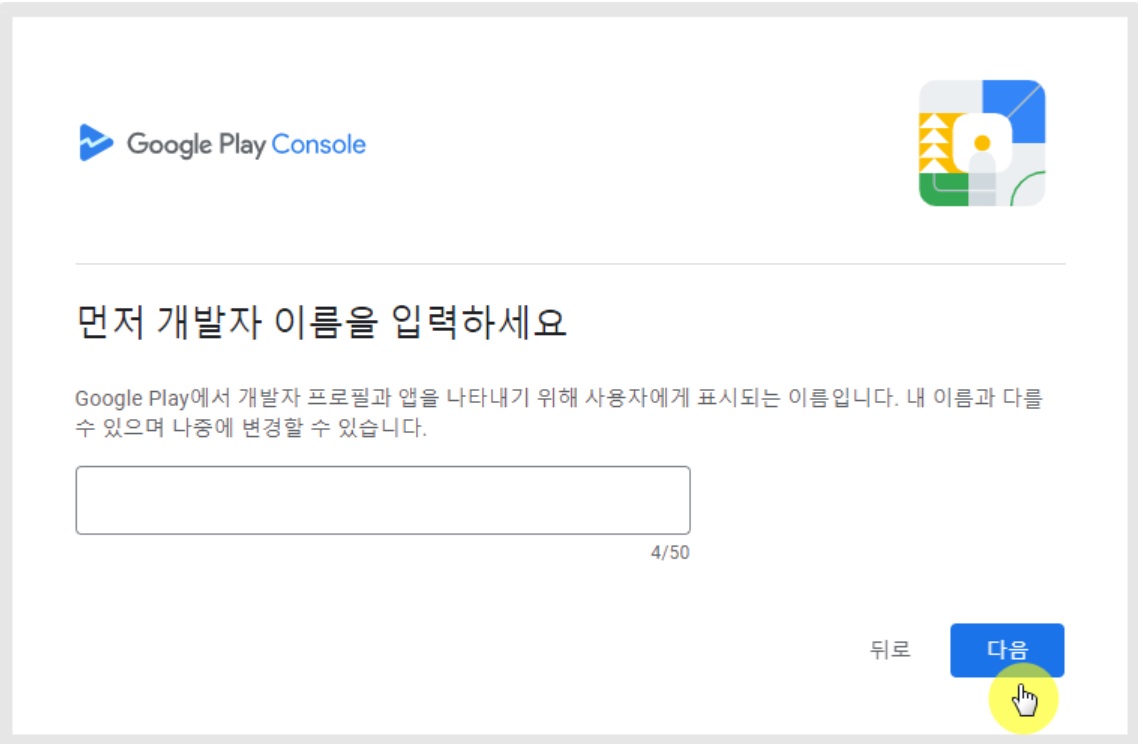 Google Play Console
먼저 개발자 이름을 입력하세요
Google Play에서 개발자 프로필과 앱을 나타내기 위해 사용자에게 표시되는 이름입니다. 내 이름과 다를
수 있으며 나중에 변경할 수 있습니다.
4/50
뒤로
다음